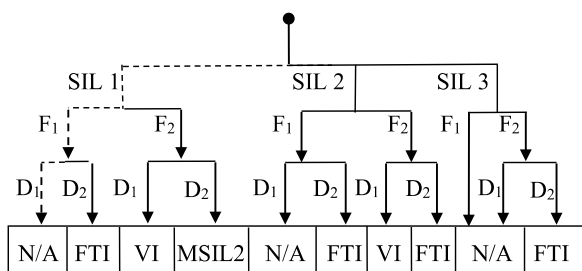 SIL 1 SIL 2 SIL 3
F₁ F₂ F₁ F₂ F₁ F₂
D₁ D₂ D₁ D₂ D₁ D₂ D₁ D₂ D₁ D₂
N/A FTI VI MSIL2 N/A FTI VI FTI N/A FTI